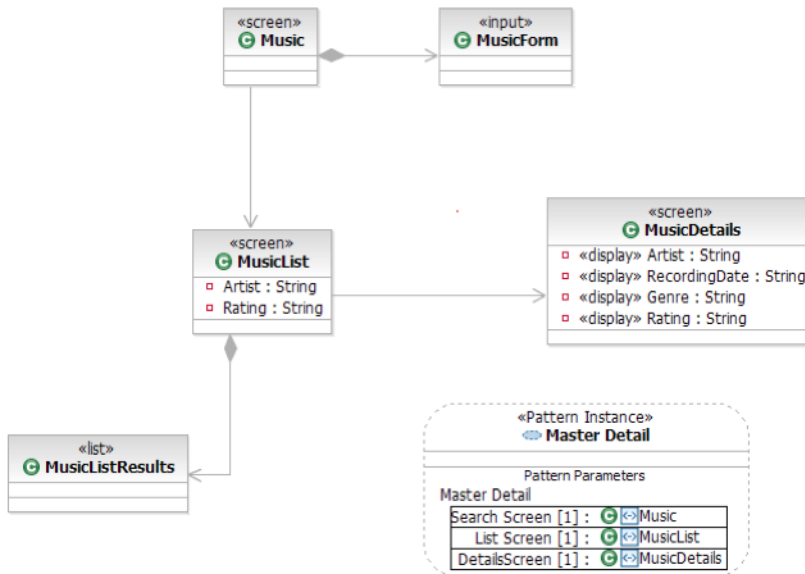 «screen»
Music
«input»
MusicForm
«screen»
MusicList
Artist : String
Rating : String
«screen»
MusicDetails
«display» Artist : String
«display» RecordingDate : String
«display» Genre : String
«display» Rating : String
«list»
MusicListResults
«Pattern Instance»
Master Detail
Pattern Parameters
Master Detail
Search Screen [1] : Music
List Screen [1] : MusicList
DetailsScreen [1] : MusicDetails